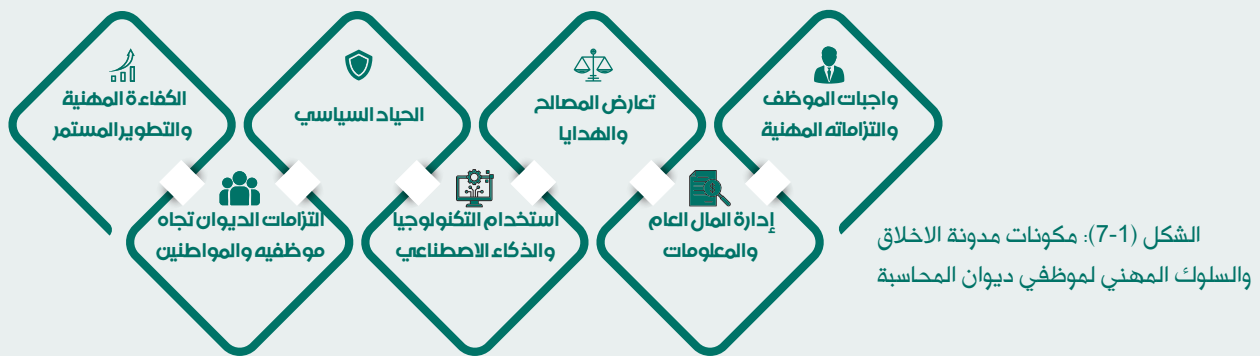 واجبات الموظف
والتزاماته المهنية
تعارض المصالح
والهدايا
الحياد السياسي
الكفاءة المهنية
والتطوير المستمر
إدارة المال العام
والمعلومات
استخدام التكنولوجيا
والذكاء الاصطناعي
التزامات الديوان تجاه
موظفيه والمواطنين
الشكل (1-7): مكونات مدونة الاخلاق
والسلوك المهني لموظفي ديوان المحاسبة